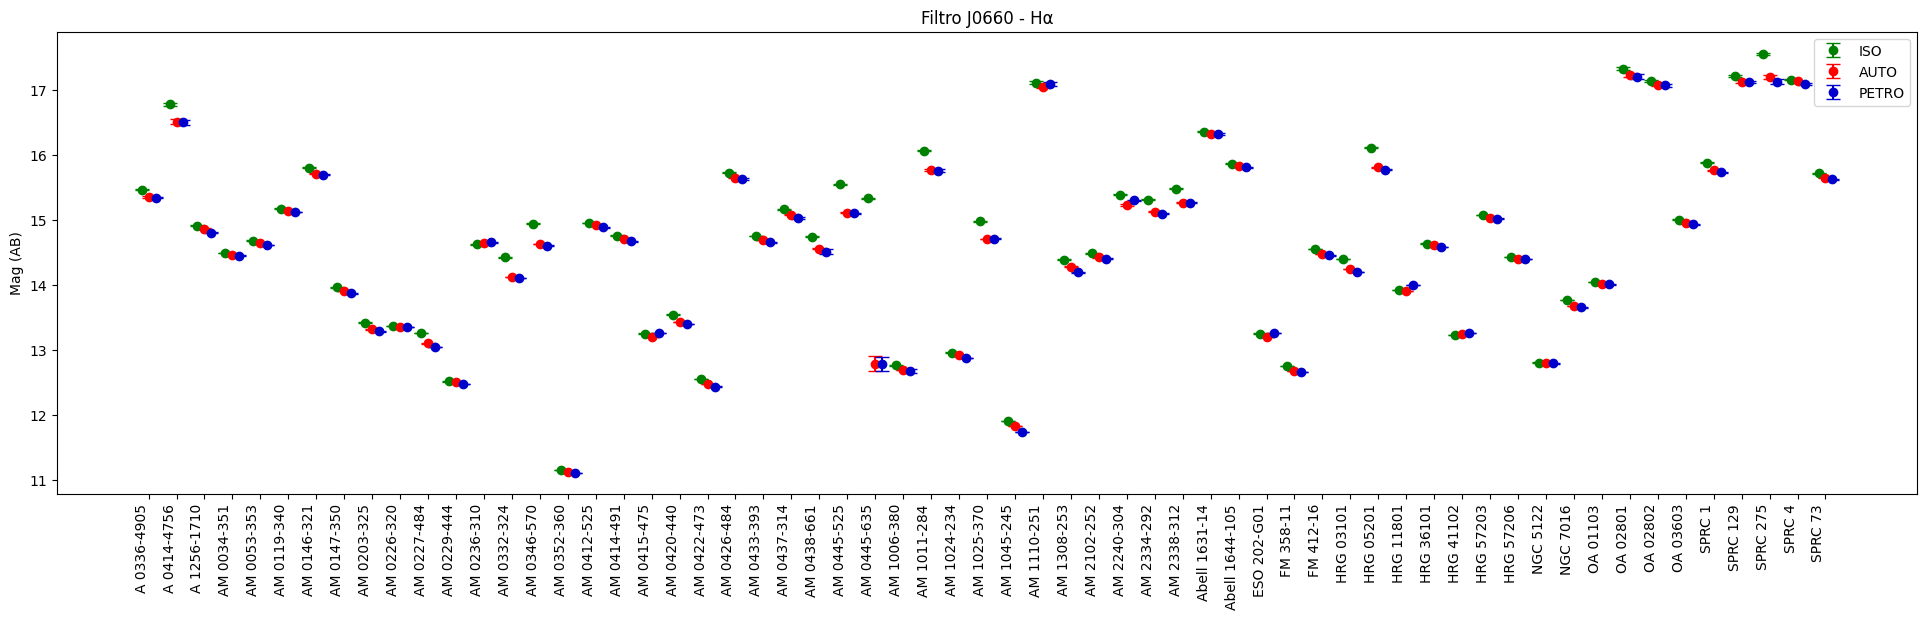 Filtro J0660 - Hα
ISO
AUTO
PETRO
Mag (AB)
17
16
15
14
13
12
11
A 0336-4905
A 0414-4756
A 1256-1710
AM 0034-351
AM 0053-353
AM 0119-340
AM 0146-321
AM 0147-350
AM 0203-325
AM 0226-320
AM 0227-484
AM 0229-444
AM 0236-310
AM 0332-324
AM 0346-570
AM 0352-360
AM 0412-525
AM 0414-491
AM 0415-475
AM 0420-440
AM 0422-473
AM 0426-484
AM 0433-393
AM 0437-314
AM 0438-661
AM 0445-525
AM 0445-635
AM 1006-380
AM 1011-284
AM 1024-234
AM 1025-370
AM 1045-245
AM 1110-251
AM 1308-253
AM 2102-252
AM 2240-304
AM 2334-292
AM 2338-312
Abell 1631-14
Abell 1644-105
ESO 202-G01
FM 358-11
FM 412-16
HRG 03101
HRG 05201
HRG 11801
HRG 36101
HRG 41102
HRG 57203
HRG 57206
NGC 5122
NGC 7016
OA 01103
OA 02801
OA 02802
OA 03603
SPRC 1
SPRC 129
SPRC 275
SPRC 4
SPRC 73